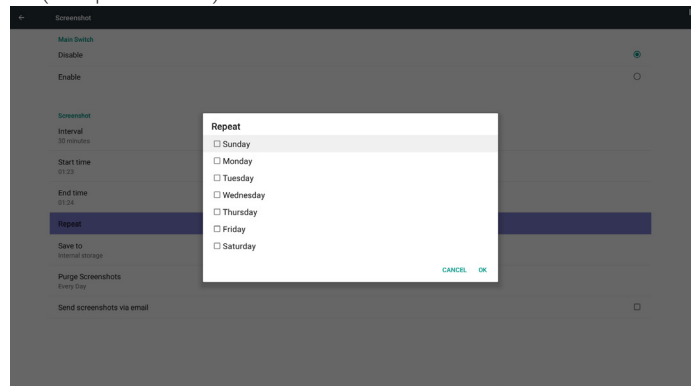 Screenshot
Main Switch
Disable
Enable
Screenshot
Interval
30 minutes
Start time
01:23
End time
01:24
Repeat
Save to
Internal storage
Purge Screenshots
Every Day
Send screenshots via email
Repeat
Sunday
Monday
Tuesday
Wednesday
Thursday
Friday
Saturday
CANCEL OK